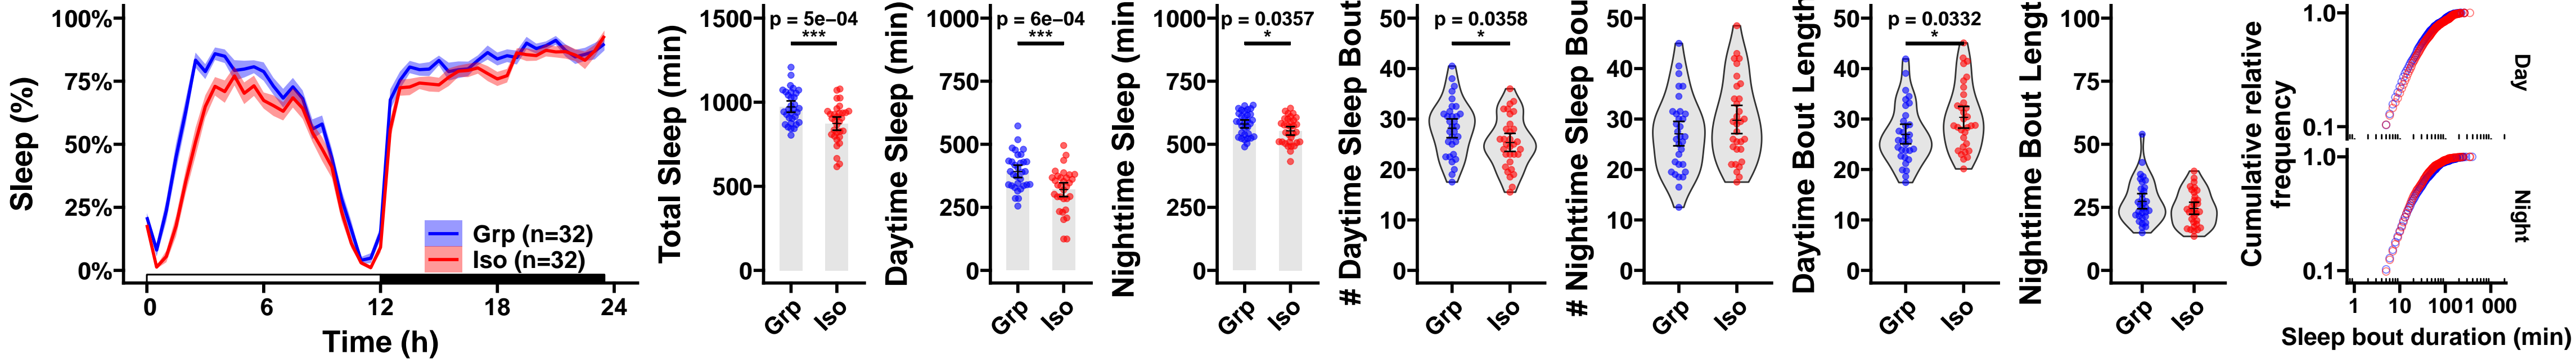 Sleep (%)
100%
75%
50%
25%
0%
Grp (n=32)
Iso (n=32)
0
6
12
18
24
Time (h)
Total Sleep (min)
1500
1000
500
0
p = 5e−04
***
Grp
Iso
Daytime Sleep (min)
1000
750
500
250
0
p = 6e−04
***
Grp
Iso
Nighttime Sleep (min
1000
750
500
250
0
p = 0.0357
*
Grp
Iso
# Daytime Sleep Bout
50
40
30
20
10
0
p = 0.0358
*
Grp
Iso
# Nighttime Sleep Bou
50
40
30
20
10
0
Grp
Iso
Daytime Bout Length
50
40
30
20
10
0
p = 0.0332
*
Grp
Iso
Nighttime Bout Lengt
100
75
50
25
0
Grp
Iso
Cumulative relative
frequency
1.0
0.1
Day
1.0
0.1
Night
1
10
100
1 000
Sleep bout duration (min)